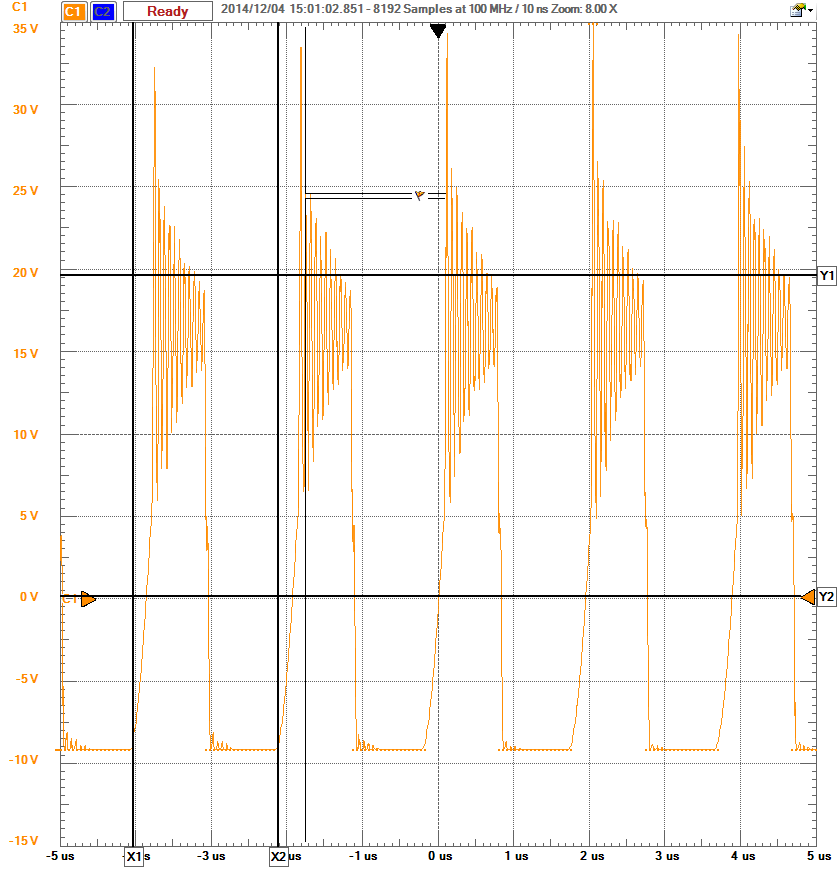 C1 C1 C2 Ready 2014/12/04 15:01:02.851 - 8192 Samples at 100 MHz / 10 ns Zoom: 8.00 X
35 V
30 V
25 V
20 V
Y1
15 V
10 V
5 V
0 V
Y2
-5 V
-10 V
-15 V
-5 us X1 -3 us X2 -1 us 0 us 1 us 2 us 3 us 4 us 5 us